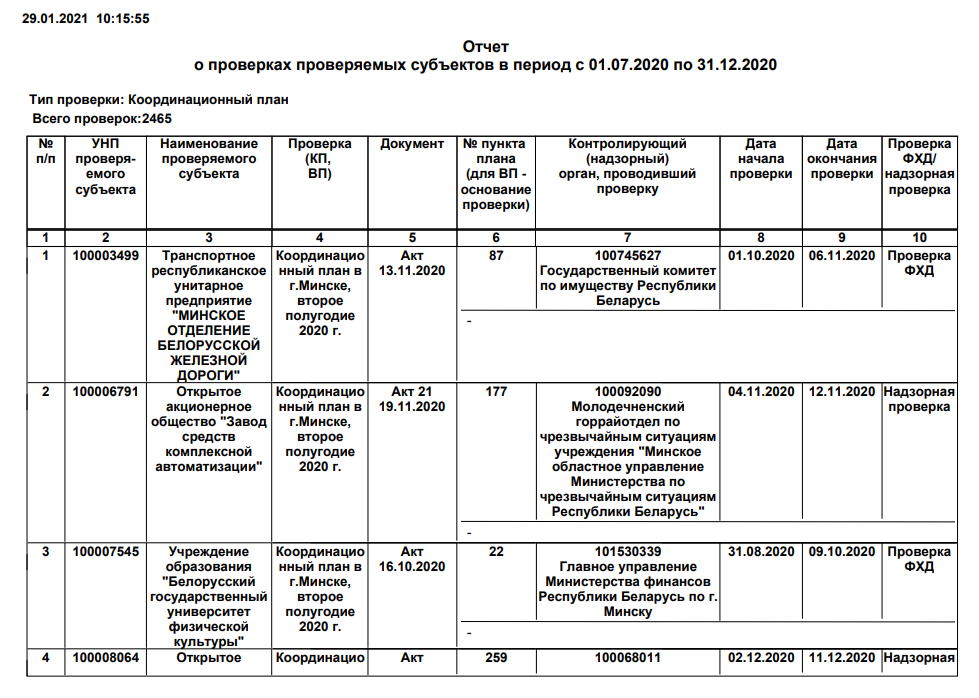 29.01.2021 10:15:55
Отчет
о проверках проверяемых субъектов в период с 01.07.2020 по 31.12.2020
Тип проверки: Координационный план
Всего проверок:2465
№ п/п
УНП проверя-емого субъекта
Наименование проверяемого субъекта
Проверка (КП, ВП)
Документ
№ пункта плана (для ВП - основание проверки)
Контролирующий (надзорный) орган, проводивший проверку
Дата начала проверки
Дата окончания проверки
Проверка ФХД/ надзорная проверка
1 2 3 4 5 6 7 8 9 10
1
100003499
Транспортное
республиканское
унитарное
предприятие
"МИНСКОЕ
ОТДЕЛЕНИЕ
БЕЛОРУССКОЙ
ЖЕЛЕЗНОЙ
ДОРОГИ"
Координацио
нный план в
г.Минске,
второе
полугодие
2020 г.
Акт
13.11.2020
87
100745627
Государственный комитет
по имуществу Республики
Беларусь
01.10.2020
06.11.2020
Проверка
ФХД
-
2
100006791
Открытое
акционерное
общество "Завод
средств
комплексной
автоматизации"
Координацио
нный план в
г.Минске,
второе
полугодие
2020 г.
Акт 21
19.11.2020
177
100092090
Молодечненский
горрайотдел по
чрезвычайным ситуациям
учреждения "Минское
областное управление
Министерства по
чрезвычайным ситуациям
Республики Беларусь"
04.11.2020
12.11.2020
Надзорная
проверка
-
3
100007545
Учреждение
образования
"Белорусский
государственный
университет
физической
культуры"
Координацио
нный план в
г.Минске,
второе
полугодие
2020 г.
Акт
16.10.2020
22
101530339
Главное управление
Министерства финансов
Республики Беларусь по г.
Минску
31.08.2020
09.10.2020
Проверка
ФХД
-
4
100008064
Открытое
Координацио
Акт
259
100068011
02.12.2020
11.12.2020
Надзорная